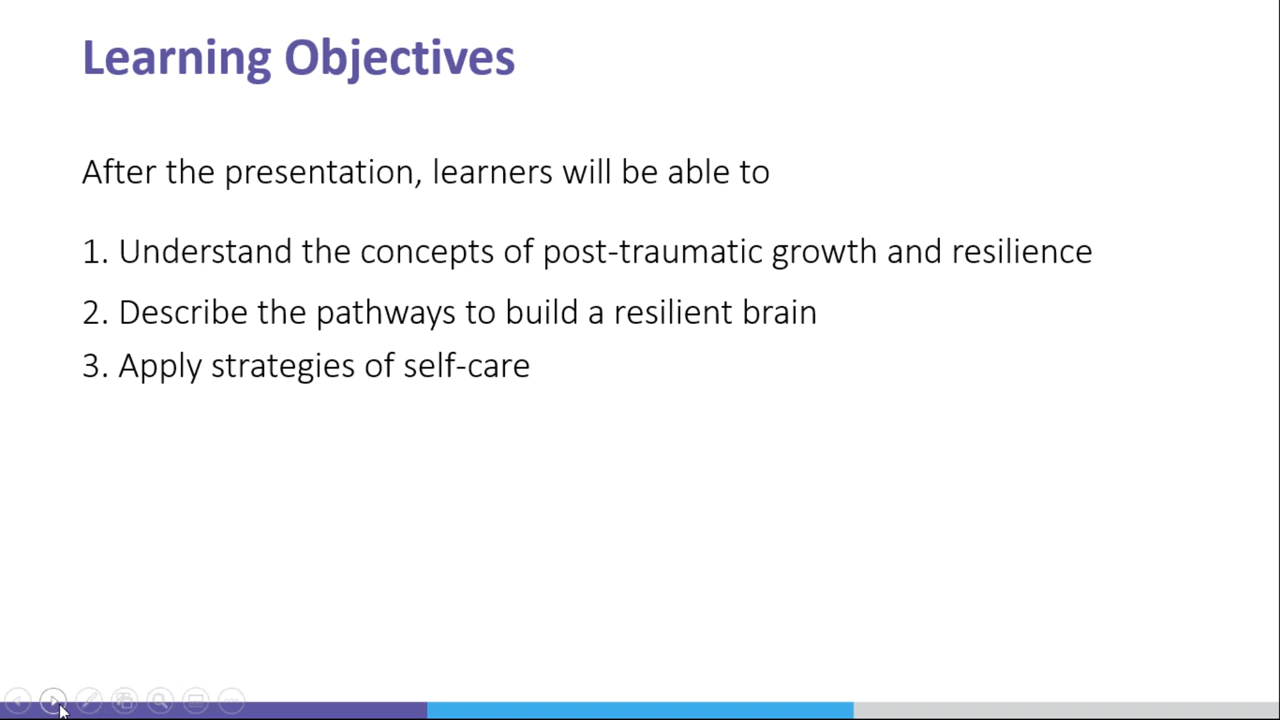 Learning Objectives
After the presentation, learners will be able to
1. Understand the concepts of post-traumatic growth and resilience
2. Describe the pathways to build a resilient brain
3. Apply strategies of self-care